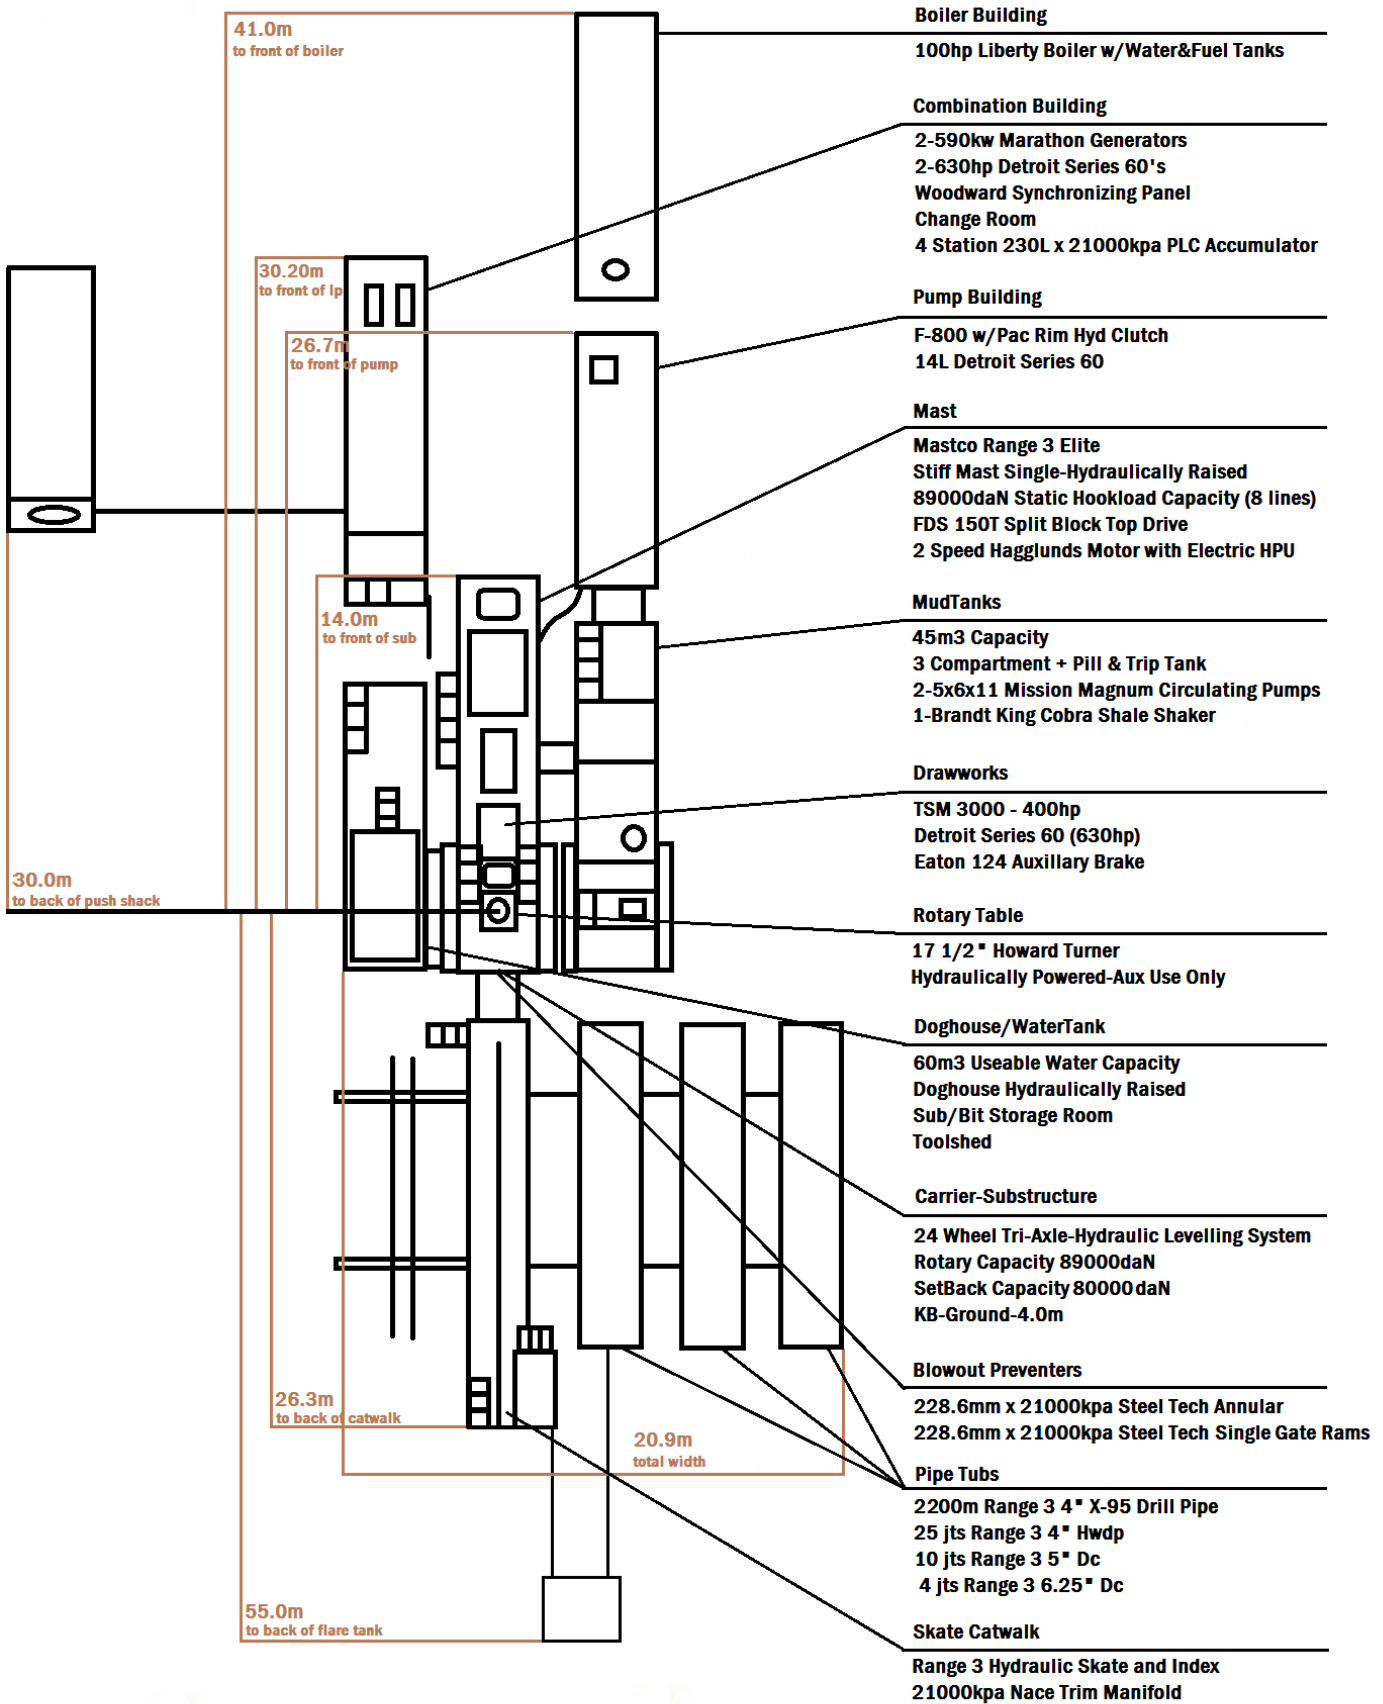 41.0m
to front of boiler
30.20m
to front of lp
26.7m
to front of pump
14.0m
to front of sub
30.0m
to back of push shack
26.3m
to back of catwalk
20.9m
total width
55.0m
to back of flare tank
Boiler Building
100hp Liberty Boiler w/Water&Fuel Tanks
Combination Building
2-590kw Marathon Generators
2-630hp Detroit Series 60's
Woodward Synchronizing Panel
Change Room
4 Station 230L x 21000kpa PLC Accumulator
Pump Building
F-800 w/Pac Rim Hyd Clutch
14L Detroit Series 60
Mast
Mastco Range 3 Elite
Stiff Mast Single-Hydraulically Raised
89000daN Static Hookload Capacity (8 lines)
FDS 150T Split Block Top Drive
2 Speed Hagglunds Motor with Electric HPU
MudTanks
45m3 Capacity
3 Compartment + Pill & Trip Tank
2-5x6x11 Mission Magnum Circulating Pumps
1-Brandt King Cobra Shale Shaker
Drawworks
TSM 3000 - 400hp
Detroit Series 60 (630hp)
Eaton 124 Auxillary Brake
Rotary Table
17 1/2" Howard Turner
Hydraulically Powered-Aux Use Only
Doghouse/WaterTank
60m3 Useable Water Capacity
Doghouse Hydraulically Raised
Sub/Bit Storage Room
Toolshed
Carrier-Substructure
24 Wheel Tri-Axle-Hydraulic Levelling System
Rotary Capacity 89000daN
SetBack Capacity 80000daN
KB-Ground-4.0m
Blowout Preventers
228.6mm x 21000kpa Steel Tech Annular
228.6mm x 21000kpa Steel Tech Single Gate Rams
Pipe Tubs
2200m Range 3 4" X-95 Drill Pipe
25 jts Range 3 4" Hwdp
10 jts Range 3 5" Dc
4 jts Range 3 6.25" Dc
Skate Catwalk
Range 3 Hydraulic Skate and Index
21000kpa Nace Trim Manifold